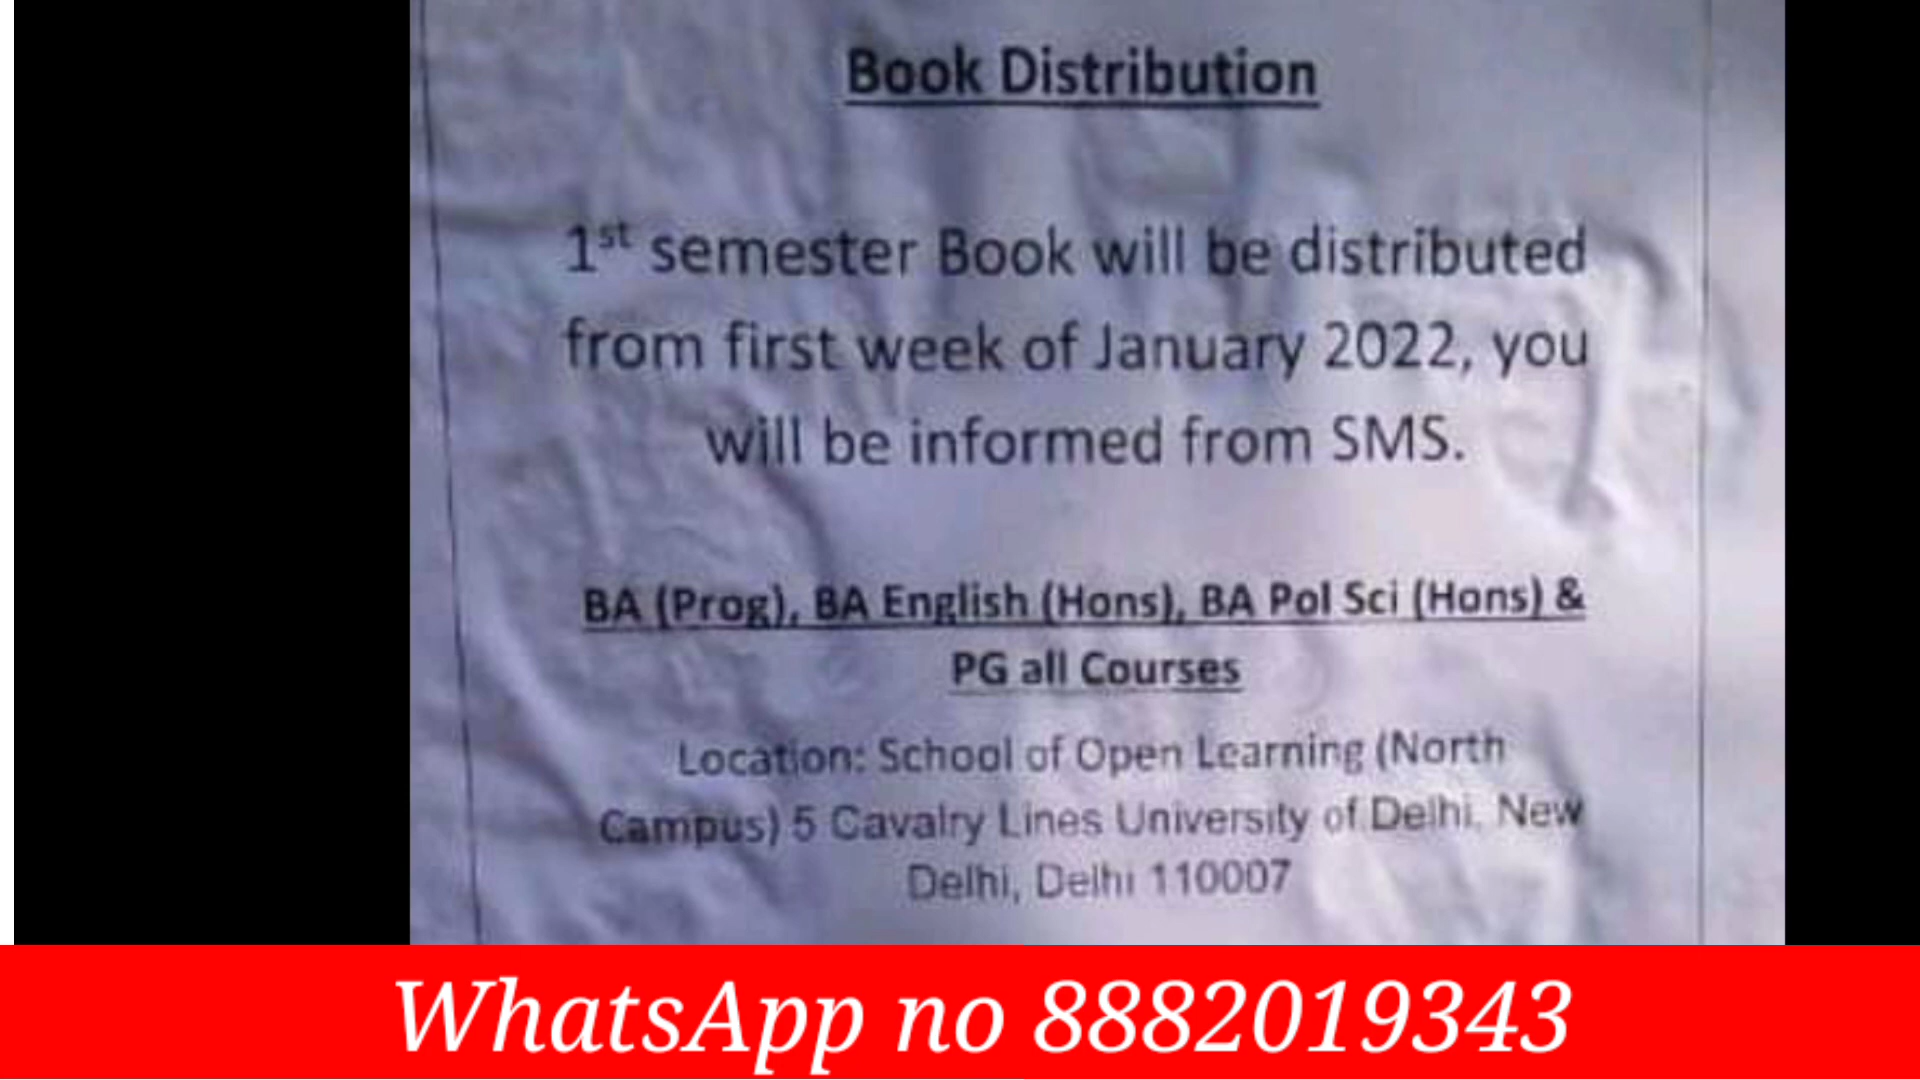 Book Distribution
1st semester Book will be distributed
from first week of January 2022, you
will be informed from SMS.
BA (Prog), BA English (Hons), BA Pol Sci (Hons) &
PG all Courses
Location: School of Open Learning (North
Campus) 5 Cavalry Lines University of Delhi, New
Delhi, Delhi 110007
WhatsApp no 8882019343